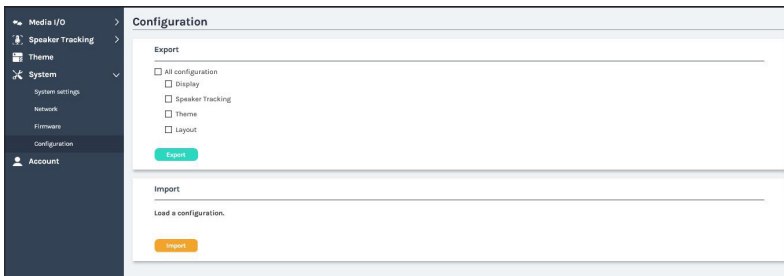 Media I/O
Speaker Tracking
Theme
System
System settings
Network
Firmware
Configuration
Account
Configuration
Export
All configuration
Display
Speaker Tracking
Theme
Layout
Export
Import
Load a configuration.
Import